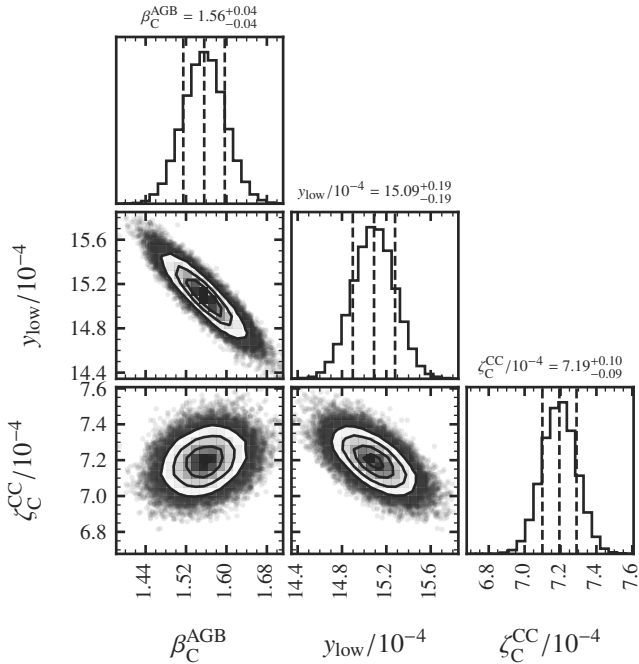 β_C^AGB = 1.56^{+0.04}_{−0.04}
y_low/10^{−4} = 15.09^{+0.19}_{−0.19}
ζ_C^CC/10^{−4} = 7.19^{+0.10}_{−0.09}
y_low/10^{−4}
15.6
15.2
14.8
14.4
ζ_C^CC/10^{−4}
7.6
7.4
7.2
7.0
6.8
1.44 1.52 1.60 1.68
14.4 14.8 15.2 15.6
6.8 7.0 7.2 7.4 7.6
β_C^AGB
y_low/10^{−4}
ζ_C^CC/10^{−4}